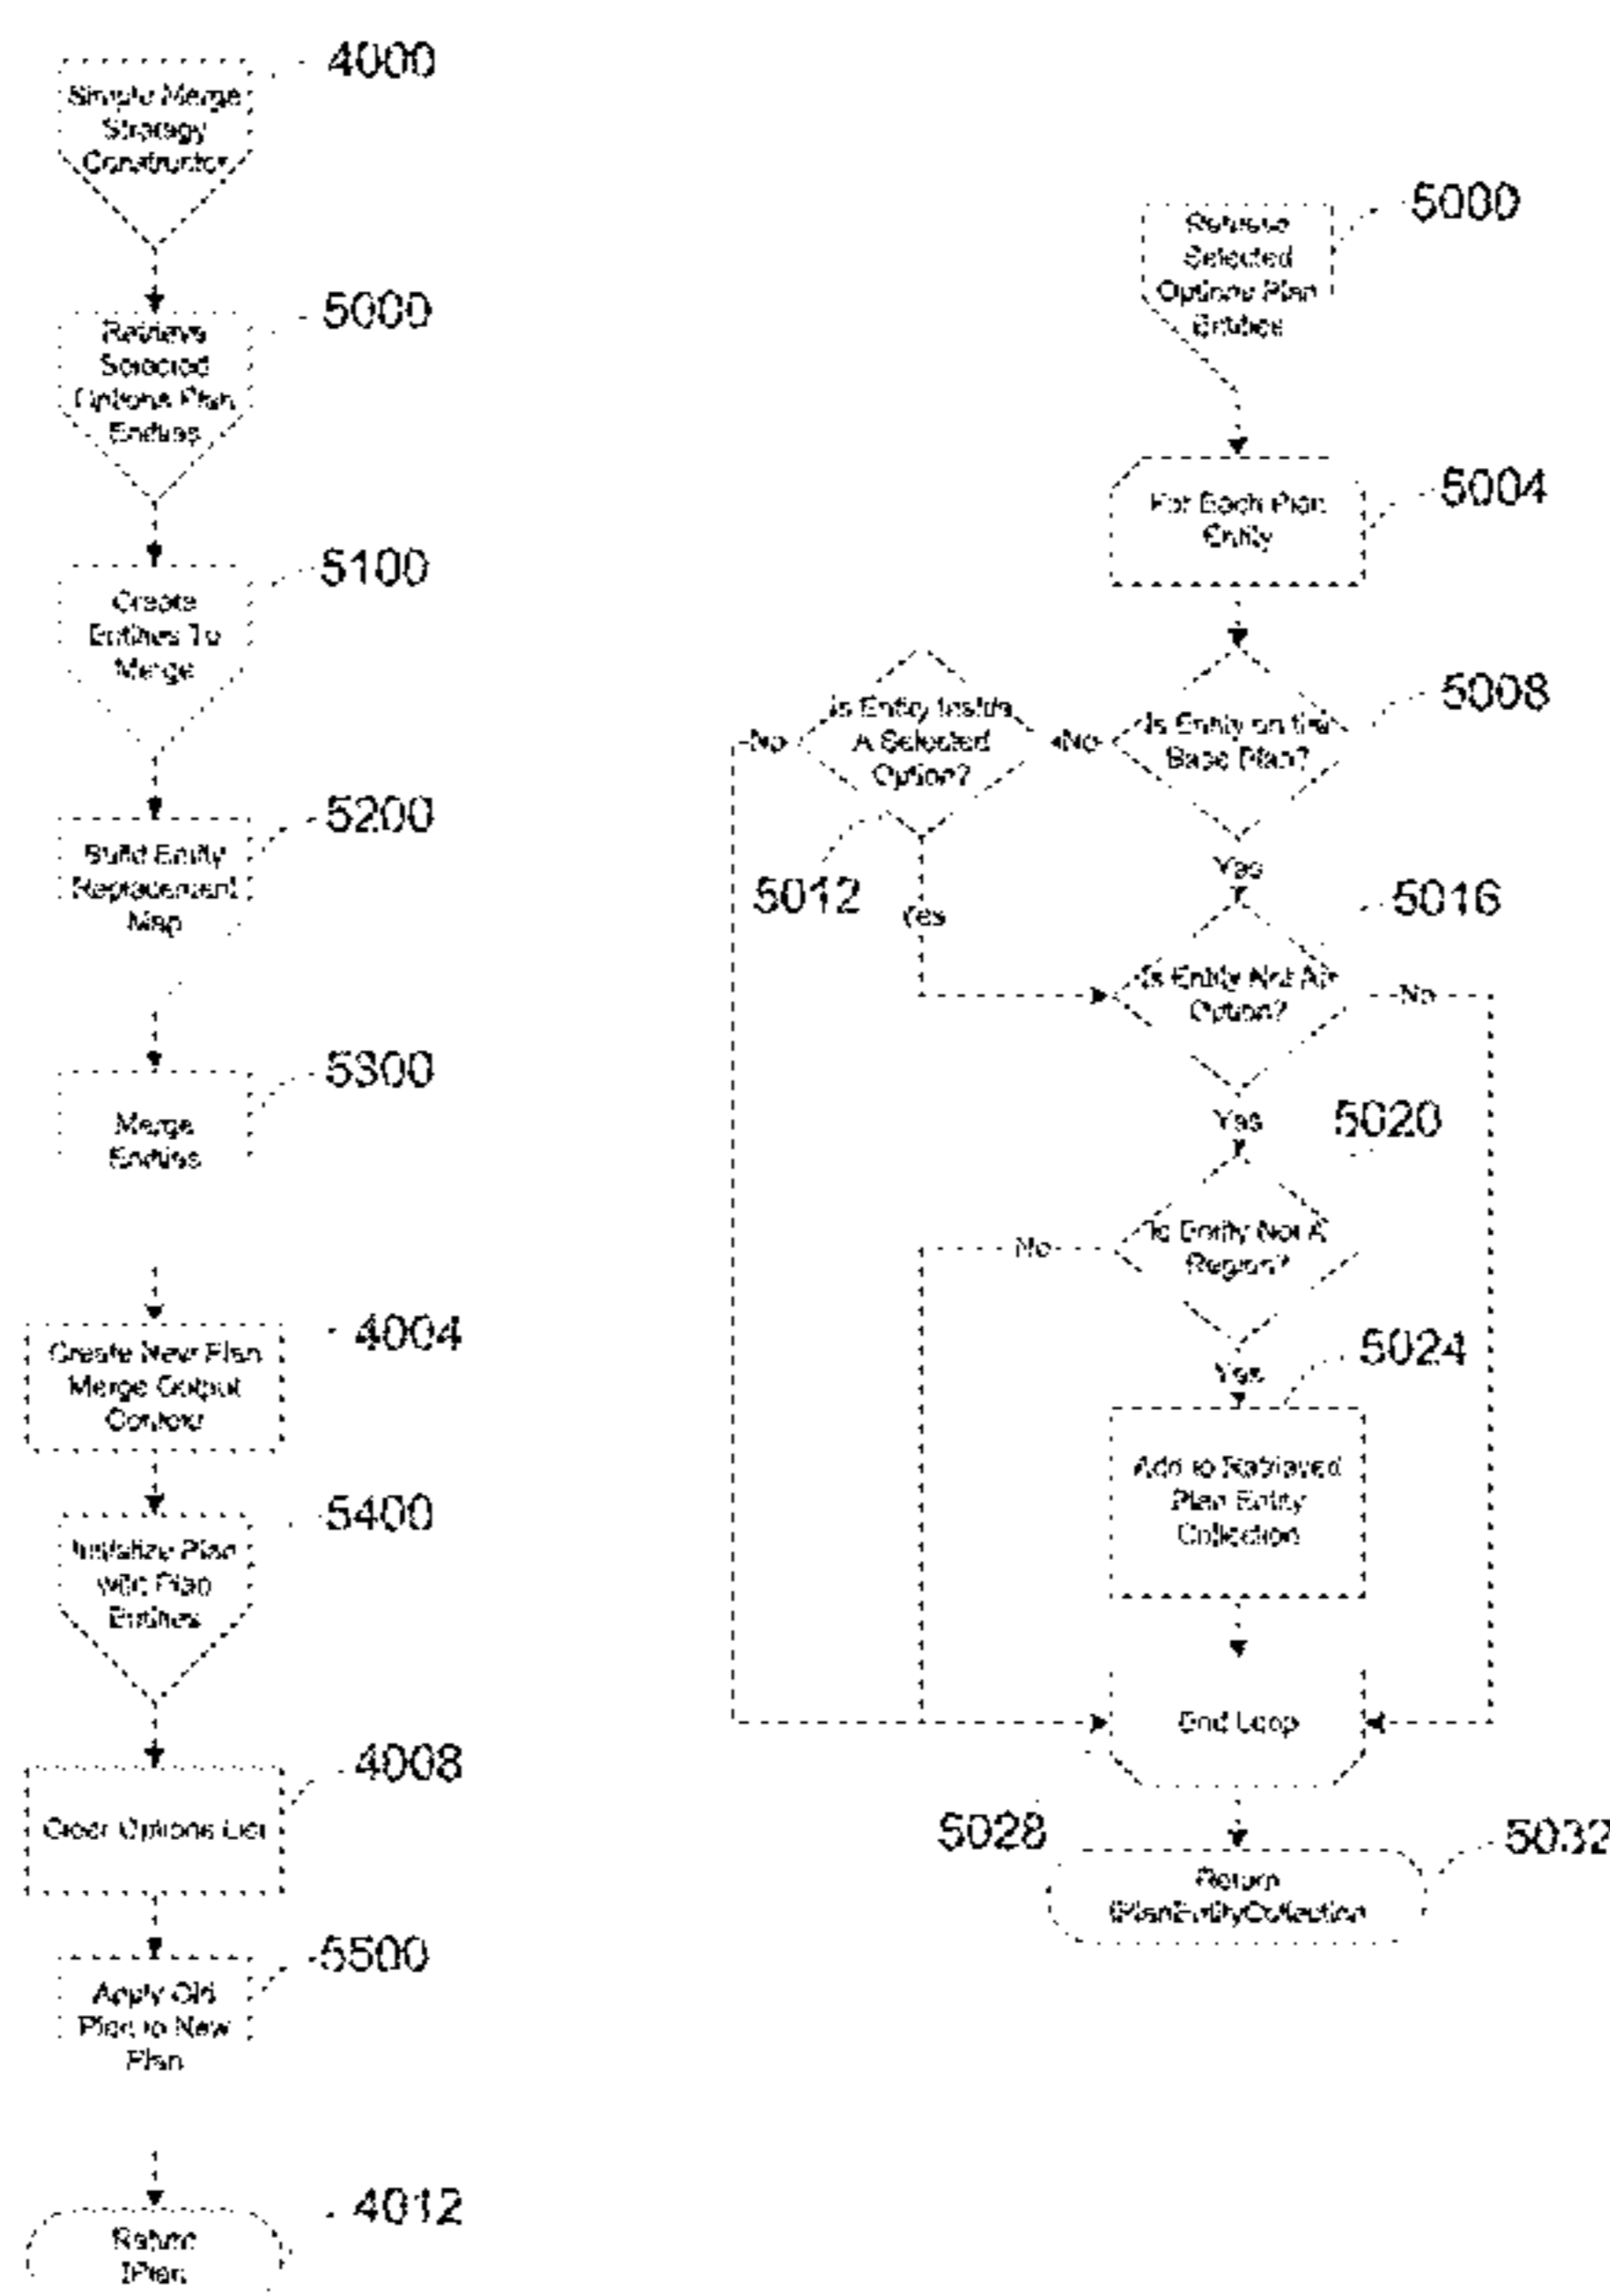 4000
Simple Merge
Strategy
Constructor
5000
Retrieve
Selected
Options Plan
Entities
5100
Create
Entities To
Merge
5200
Build Entity
Replacement
Map
5300
Merge
Entities
4004
Create New Plan
Merge Output
Context
5400
Initialize Plan
with Plan
Entities
4008
Clear Options List
5500
Apply Old
Plan to New
Plan
4012
Return
IPlan
5000
Retrieve
Selected
Options Plan
Entities
5004
For Each Plan
Entity
5008
Is Entity on the
Base Plan?
No
Is Entity Inside
A Selected
Option?
No
5012
Yes
Yes
5016
Is Entity Not An
Option?
No
Yes
5020
Is Entity Not A
Region?
No
Yes
5024
Add to Retrieved
Plan Entity
Collection
End Loop
5028
5032
Return
IPlanEntityCollection